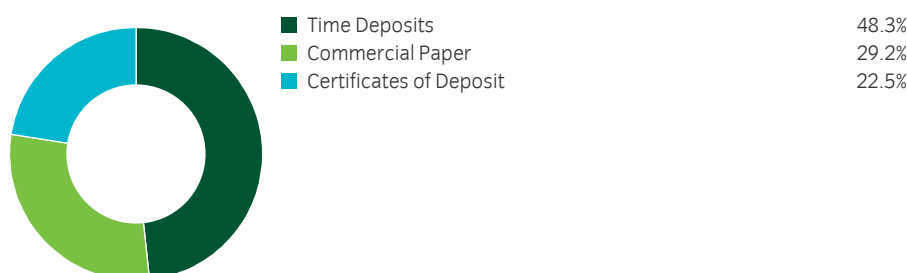 Time Deposits 48.3%
Commercial Paper 29.2%
Certificates of Deposit 22.5%